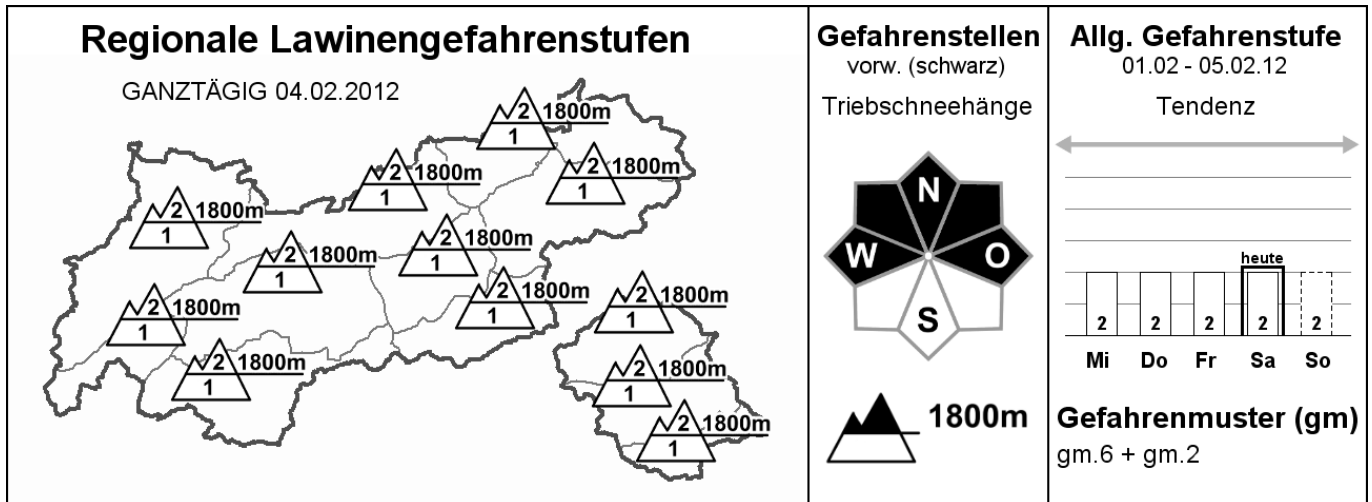 Regionale Lawinengefahrenstufen
GANZTÄGIG 04.02.2012
2 1800m
1
2 1800m
1
2 1800m
1
2 1800m
1
2 1800m
1
2 1800m
1
2 1800m
1
2 1800m
1
2 1800m
1
2 1800m
1
2 1800m
1
2 1800m
1
2 1800m
1
Gefahrenstellen
vorw. (schwarz)
Triebschneehänge
N
W O
S
1800m
Allg. Gefahrenstufe
01.02 - 05.02.12
Tendenz
heute
2 2 2 2 2
Mi Do Fr Sa So
Gefahrenmuster (gm)
gm.6 + gm.2